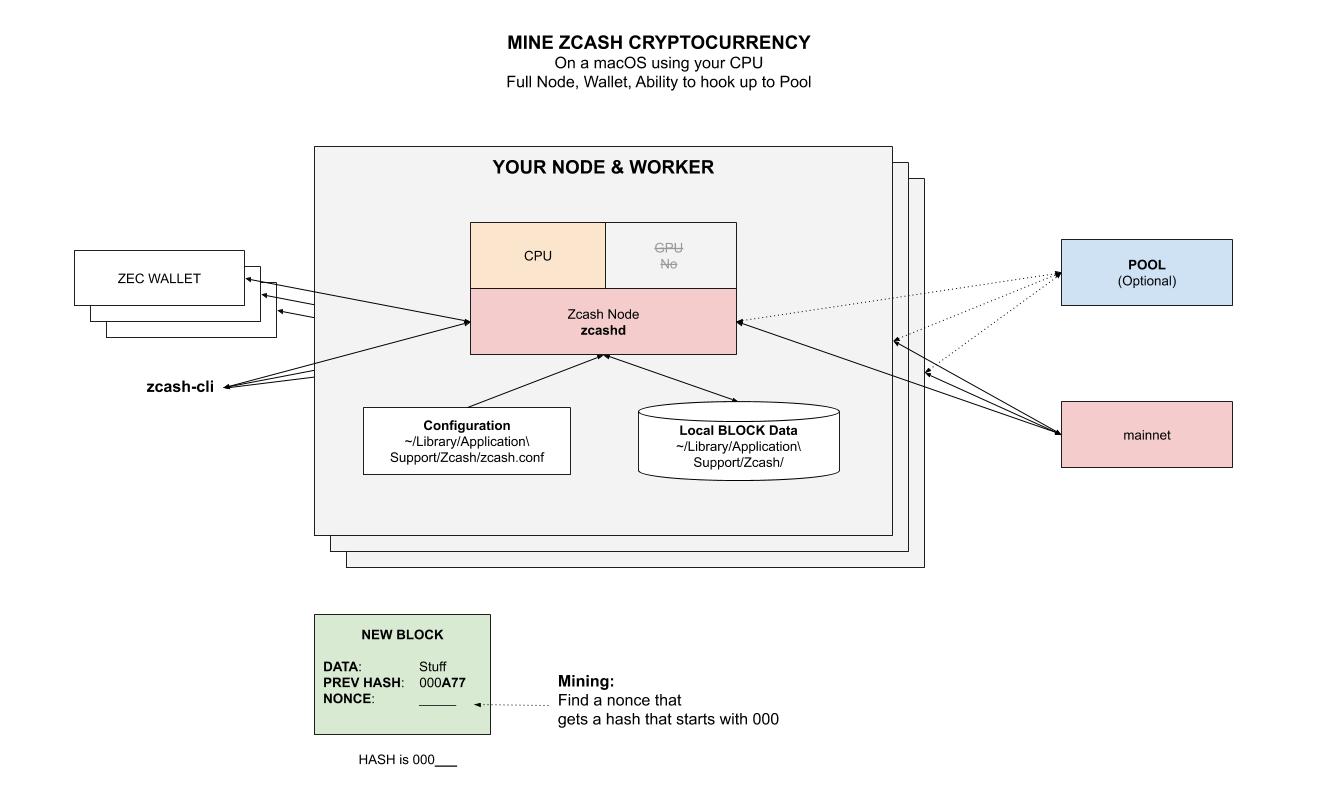 MINE ZCASH CRYPTOCURRENCY
On a macOS using your CPU
Full Node, Wallet, Ability to hook up to Pool
YOUR NODE & WORKER
CPU
GPU
No
ZEC WALLET
POOL
(Optional)
Zcash Node
zcashd
zcash-cli
Configuration
~/Library/Application\
Support/Zcash/zcash.conf
Local BLOCK Data
~/Library/Application\
Support/Zcash/
mainnet
NEW BLOCK
DATA: Stuff
PREV HASH: 000A77
NONCE: _____
Mining:
Find a nonce that
gets a hash that starts with 000
HASH is 000___